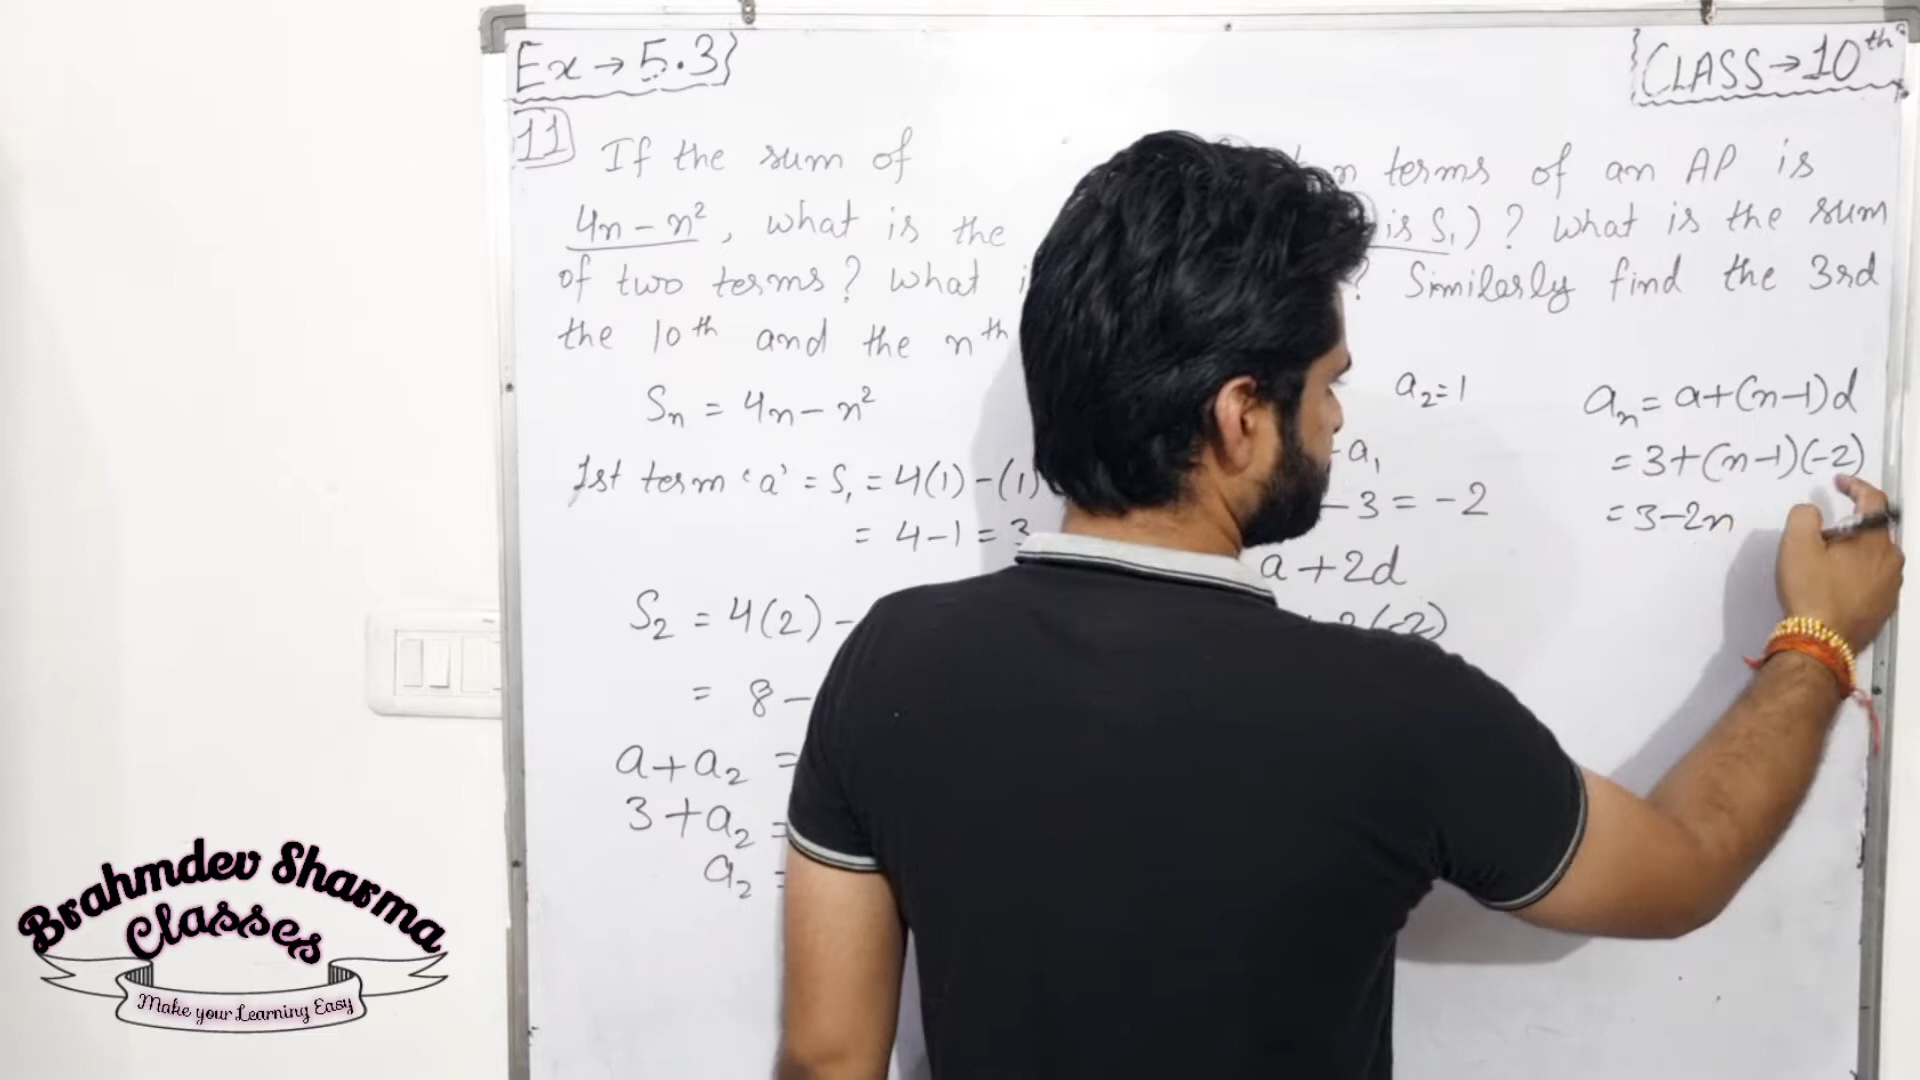 Ex → 5.3
CLASS → 10th
11 If the sum of n terms of an AP is
4n - n², what is the is S₁) ? What is the sum
of two terms? What ? Similarly find the 3rd
the 10th and the nth
Sₙ = 4n - n²
1st term 'a' = S₁ = 4(1) - (1)
= 4 - 1 = 3
S₂ = 4(2) -
= 8 -
a + a₂ =
3 + a₂ =
a₂ =
a₂ = 1
- a₁
- 3 = -2
a + 2d
2(-2)
aₙ = a + (n-1)d
= 3 + (n-1)(-2)
= 3 - 2n
Brahmdev Sharma
Classes
Make your Learning Easy